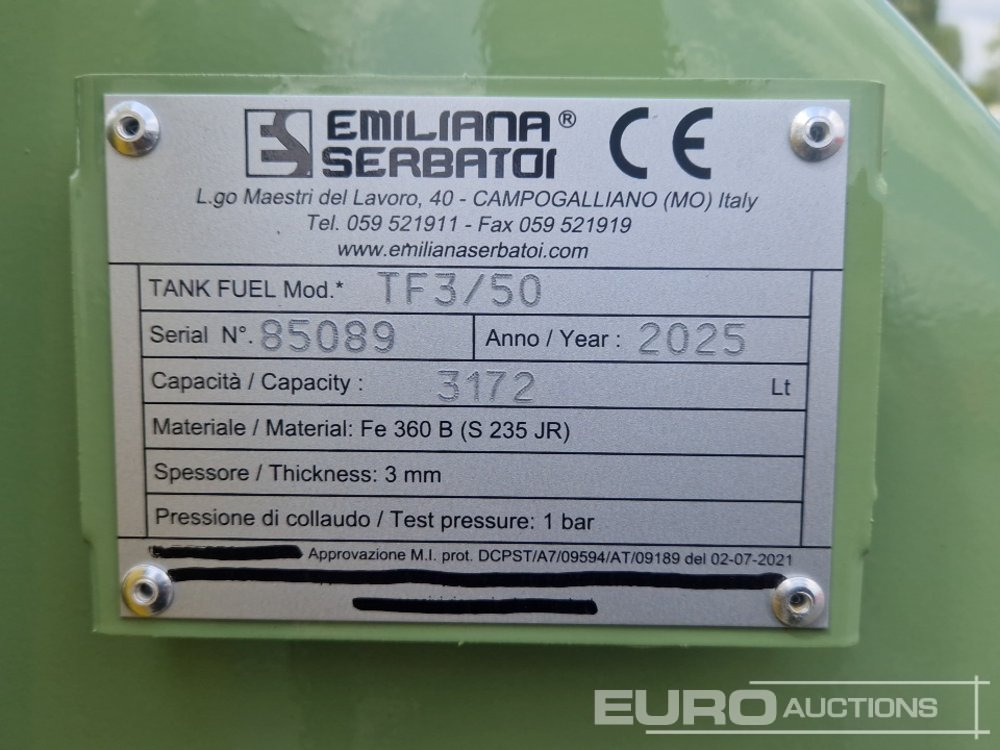 EMILIANA®
SERBATOI
CE
L.go Maestri del Lavoro, 40 - CAMPOGALLIANO (MO) Italy
Tel. 059 521911 - Fax 059 521919
www.emilianaserbatoi.com
TANK FUEL Mod.* TF3/50
Serial N°. 85089 Anno / Year : 2025
Capacità / Capacity : 3172 Lt
Materiale / Material: Fe 360 B (S 235 JR)
Spessore / Thickness: 3 mm
Pressione di collaudo / Test pressure: 1 bar
Approvazione M.I. prot. DCPST/A7/09594/AT/09189 del 02-07-2021
EURO AUCTIONS